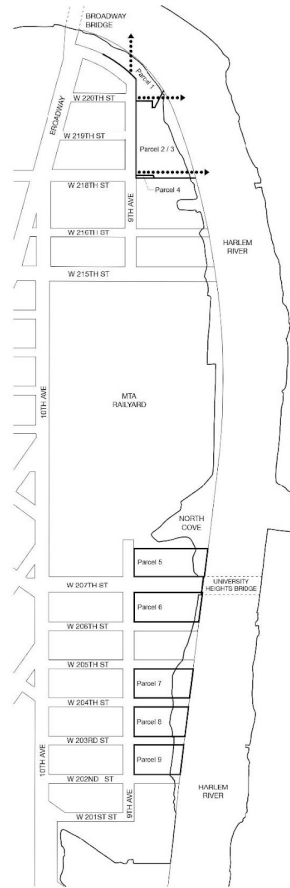 BROADWAY
BRIDGE
Parcel 1
W 220TH ST
BROADWAY
W 219TH ST
Parcel 2 / 3
W 218TH ST
Parcel 4
9TH AVE
W 216TH ST
HARLEM
RIVER
W 215TH ST
10TH AVE
MTA
RAILYARD
NORTH
COVE
Parcel 5
W 207TH ST
UNIVERSITY
HEIGHTS BRIDGE
Parcel 6
W 206TH ST
W 205TH ST
Parcel 7
W 204TH ST
Parcel 8
W 203RD ST
Parcel 9
10TH AVE
W 202ND ST
9TH AVE
HARLEM
RIVER
W 201ST ST